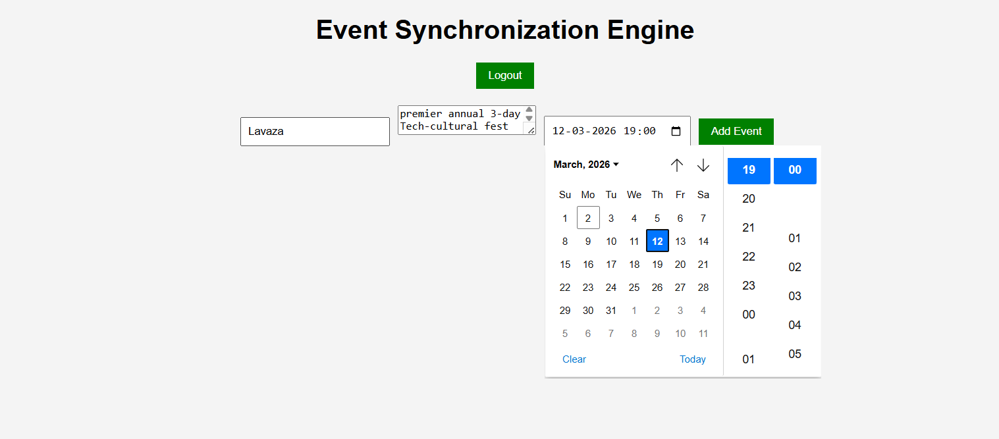 Event Synchronization Engine
Logout
Lavaza
premier annual 3-day
Tech-cultural fest
12-03-2026 19:00
Add Event
March, 2026
Su Mo Tu We Th Fr Sa
1 2 3 4 5 6 7
8 9 10 11 12 13 14
15 16 17 18 19 20 21
22 23 24 25 26 27 28
29 30 31 1 2 3 4
5 6 7 8 9 10 11
Clear Today
19 00
20
21
01
22
02
23
03
00
04
05
01